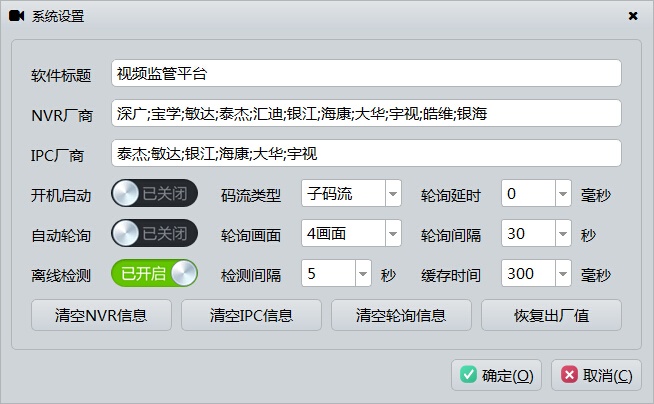 系统设置
软件标题 视频监管平台
NVR厂商 深广;宝学;敏达;泰杰;汇迪;银江;海康;大华;宇视;皓维;银海
IPC厂商 泰杰;敏达;银江;海康;大华;宇视
开机启动 已关闭 码流类型 子码流 轮询延时 0 毫秒
自动轮询 已关闭 轮询画面 4画面 轮询间隔 30 秒
离线检测 已开启 检测间隔 5 秒 缓存时间 300 毫秒
清空NVR信息 清空IPC信息 清空轮询信息 恢复出厂值
确定(O) 取消(C)